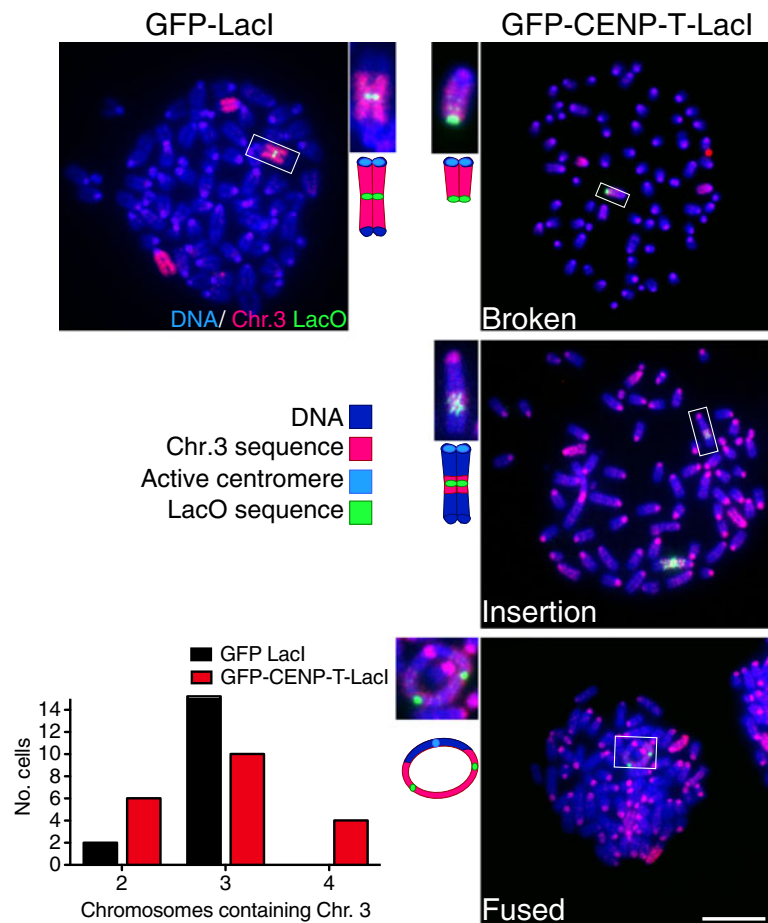 GFP-LacI
GFP-CENP-T-LacI
DNA/ Chr.3 LacO
Broken
DNA
Chr.3 sequence
Active centromere
LacO sequence
Insertion
GFP LacI
GFP-CENP-T-LacI
14
12
10
8
6
4
2
0
No. cells
2 3 4
Chromosomes containing Chr. 3
Fused